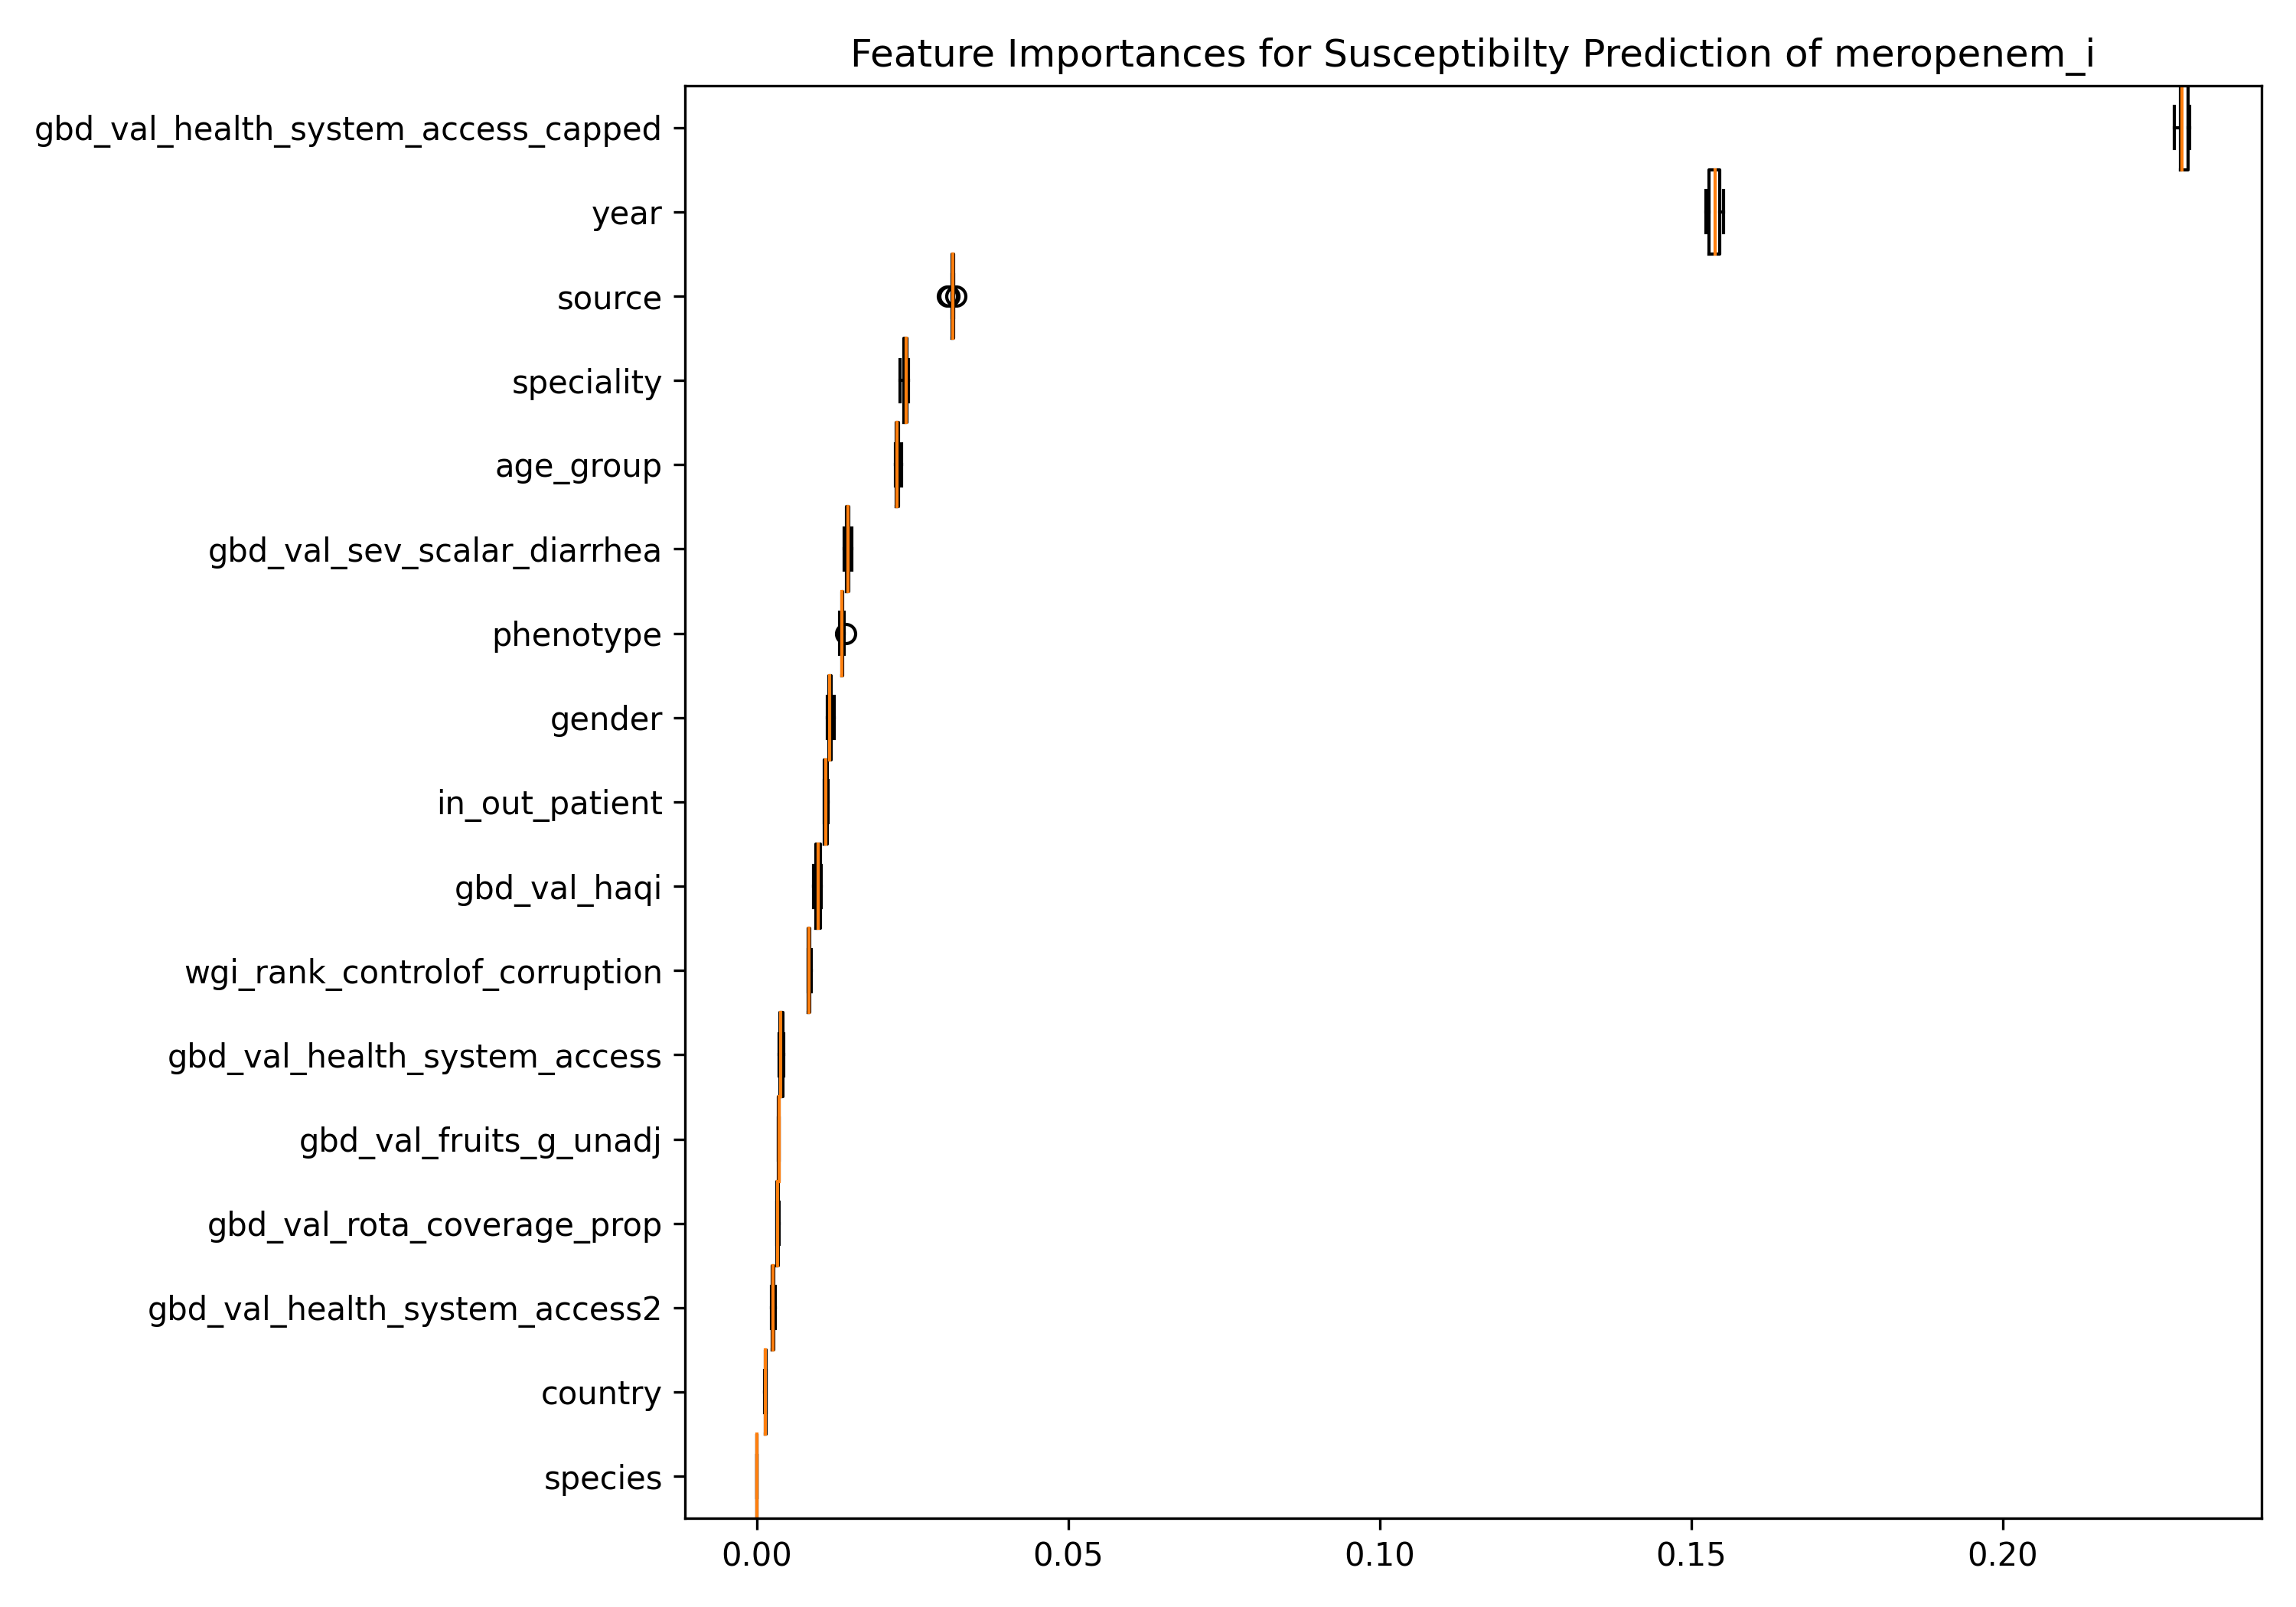 Feature Importances for Susceptibilty Prediction of meropenem_i
gbd_val_health_system_access_capped
year
source
speciality
age_group
gbd_val_sev_scalar_diarrhea
phenotype
gender
in_out_patient
gbd_val_haqi
wgi_rank_controlof_corruption
gbd_val_health_system_access
gbd_val_fruits_g_unadj
gbd_val_rota_coverage_prop
gbd_val_health_system_access2
country
species
0.00 0.05 0.10 0.15 0.20